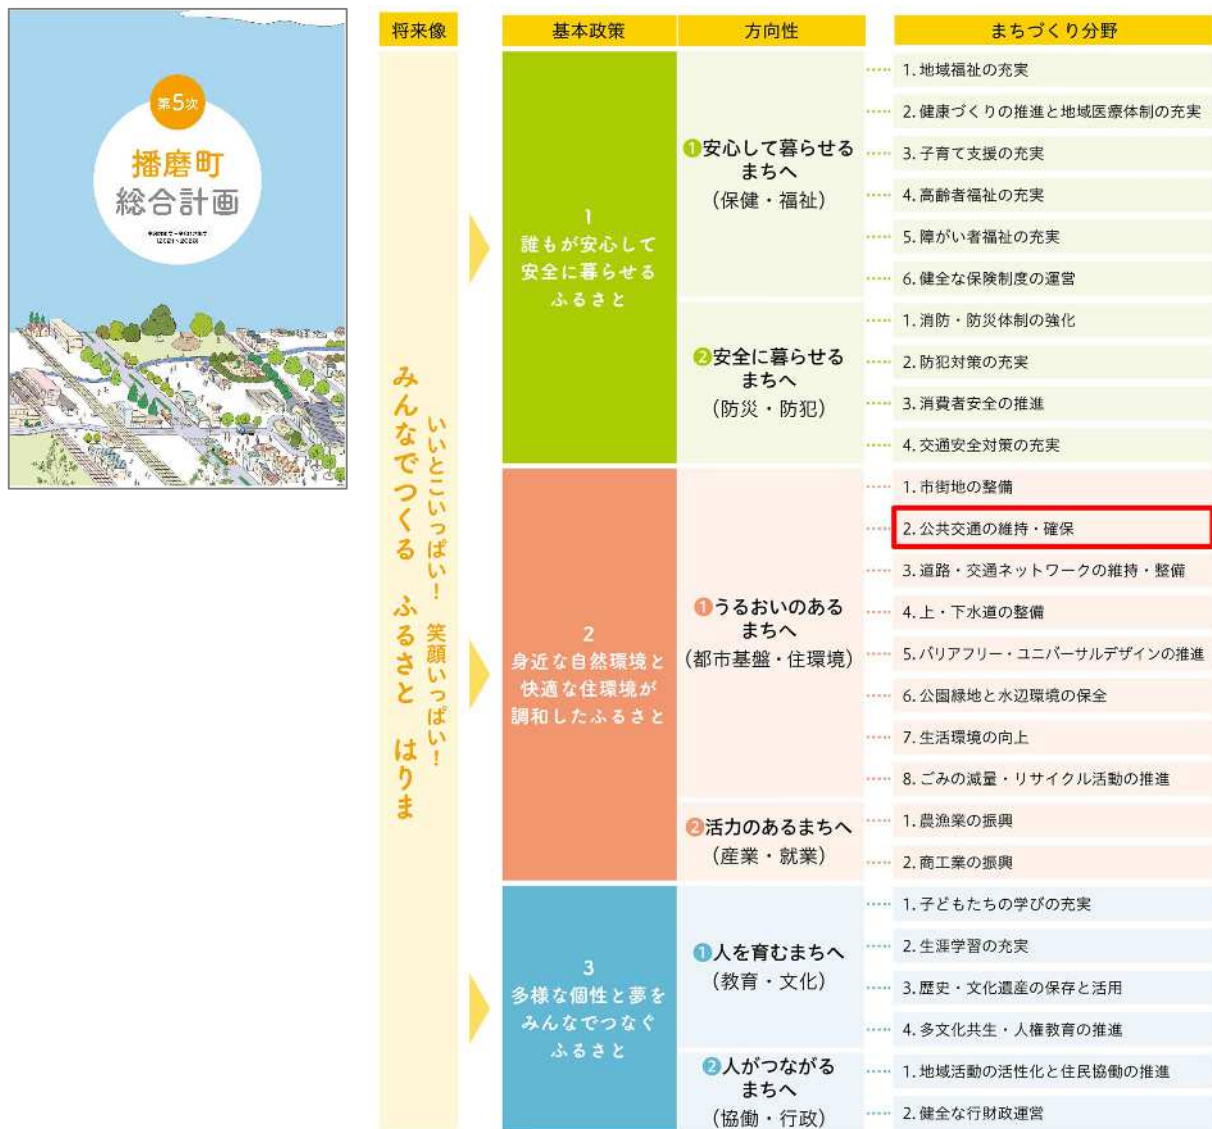 第5次
播磨町
総合計画
(2021～2029)
将来像
基本政策
方向性
まちづくり分野
いいとこいっぱい！　笑顔いっぱい！
みんなでつくる　ふるさと　はりま
1
誰もが安心して
安全に暮らせる
ふるさと
❶安心して暮らせる
まちへ
（保健・福祉）
1. 地域福祉の充実
2. 健康づくりの推進と地域医療体制の充実
3. 子育て支援の充実
4. 高齢者福祉の充実
5. 障がい者福祉の充実
6. 健全な保険制度の運営
❷安全に暮らせる
まちへ
（防災・防犯）
1. 消防・防災体制の強化
2. 防犯対策の充実
3. 消費者安全の推進
4. 交通安全対策の充実
2
身近な自然環境と
快適な住環境が
調和したふるさと
❶うるおいのある
まちへ
（都市基盤・住環境）
1. 市街地の整備
2. 公共交通の維持・確保
3. 道路・交通ネットワークの維持・整備
4. 上・下水道の整備
5. バリアフリー・ユニバーサルデザインの推進
6. 公園緑地と水辺環境の保全
7. 生活環境の向上
8. ごみの減量・リサイクル活動の推進
❷活力のあるまちへ
（産業・就業）
1. 農漁業の振興
2. 商工業の振興
3
多様な個性と夢を
みんなでつなぐ
ふるさと
❶人を育むまちへ
（教育・文化）
1. 子どもたちの学びの充実
2. 生涯学習の充実
3. 歴史・文化遺産の保存と活用
4. 多文化共生・人権教育の推進
❷人がつながる
まちへ
（協働・行政）
1. 地域活動の活性化と住民協働の推進
2. 健全な行財政運営